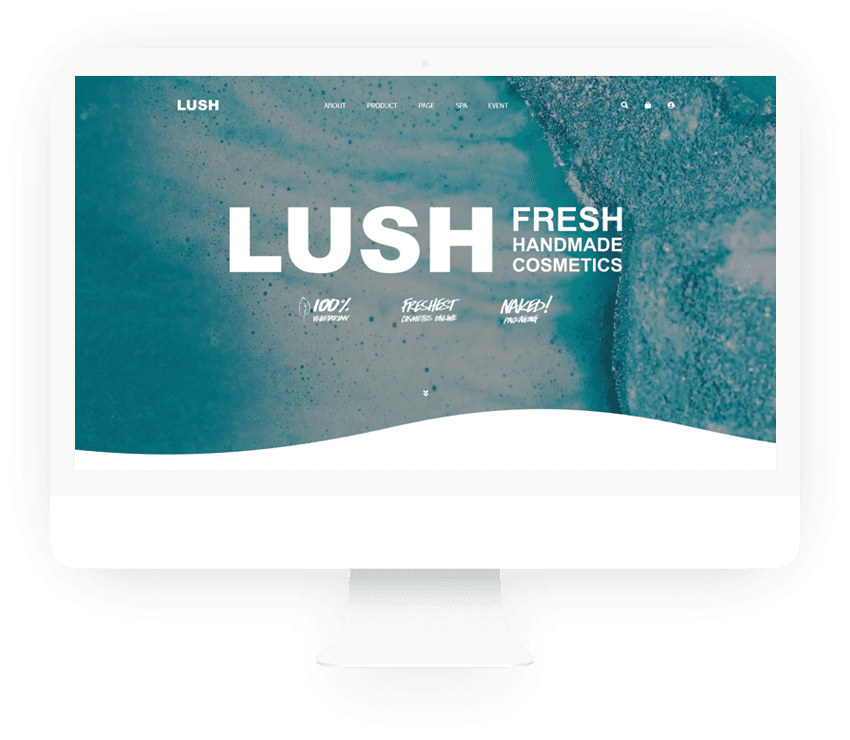 LUSH
ABOUT PRODUCT PAGE SPA EVENT
LUSH
FRESH
HANDMADE
COSMETICS
100%
VEGETARIAN
FRESHEST
COSMETICS ONLINE
NAKED!
PACKAGING